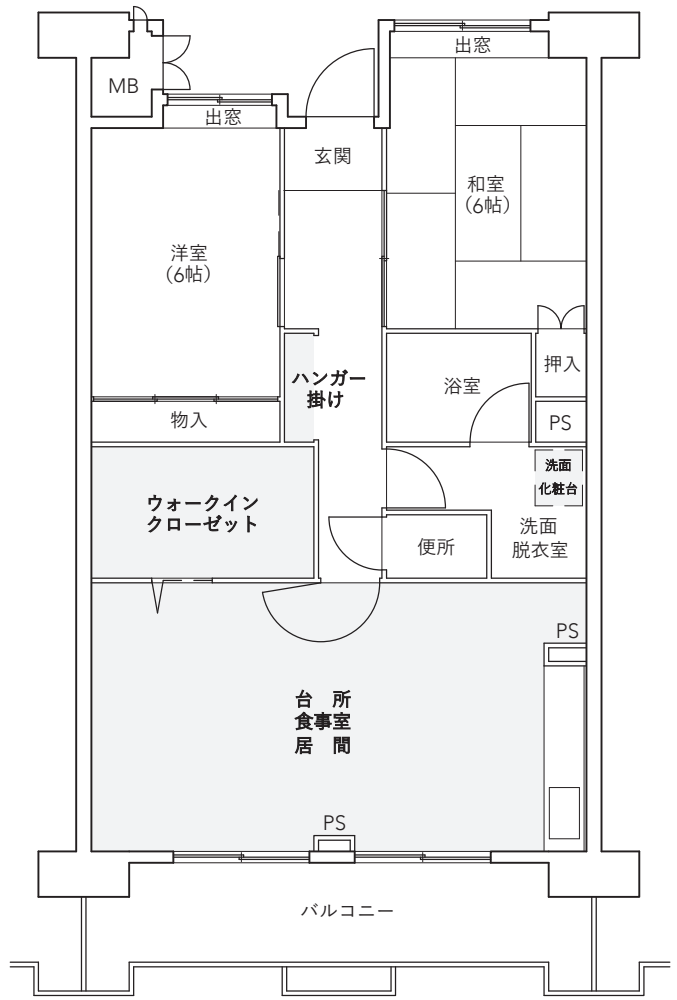 出窓
MB
出窓
玄関
和室
（6帖）
洋室
（6帖）
ハンガー
掛け
浴室
押入
物入
PS
洗面
化粧台
ウォークイン
クローゼット
洗面
脱衣室
便所
PS
台　所
食事室
居　間
PS
バルコニー